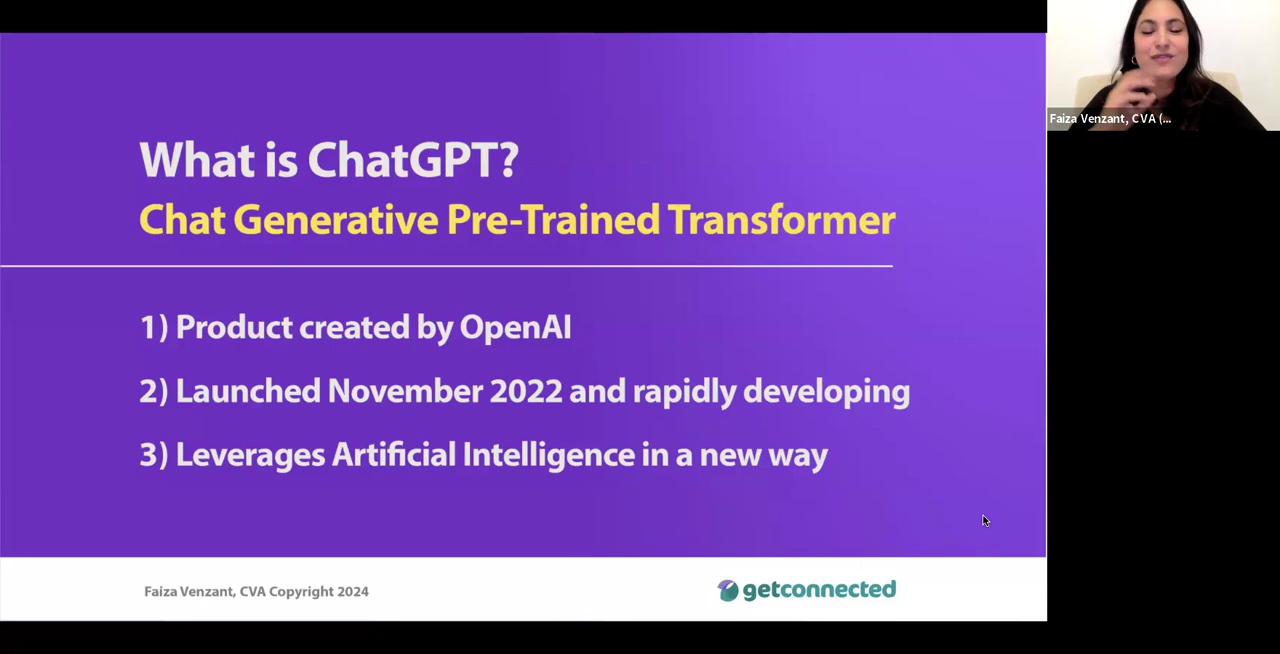 What is ChatGPT?
Chat Generative Pre-Trained Transformer
1) Product created by OpenAI
2) Launched November 2022 and rapidly developing
3) Leverages Artificial Intelligence in a new way
Faiza Venzant, CVA Copyright 2024
getconnected
Faiza Venzant, CVA (...